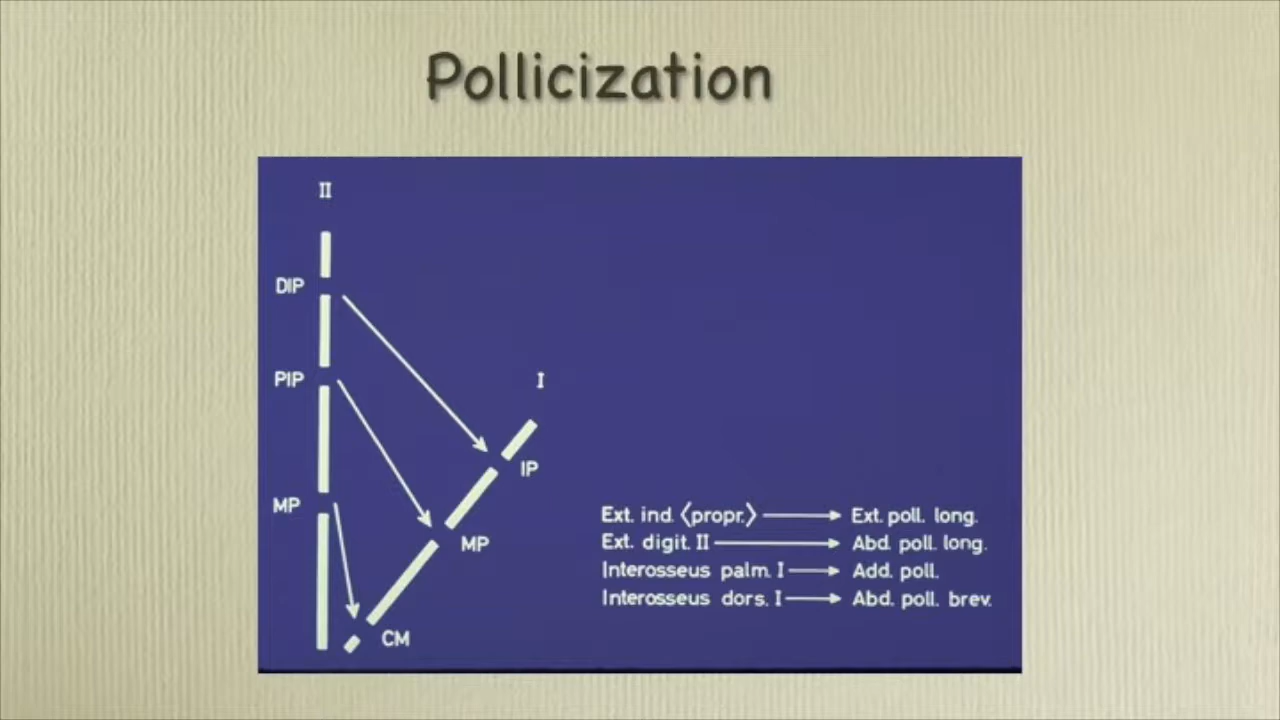 Pollicization
II
DIP
PIP
I
IP
MP
MP
CM
Ext. ind. 〈propr.〉 → Ext. poll. long.
Ext. digit. II → Abd. poll. long.
Interosseus palm. I → Add. poll.
Interosseus dors. I → Abd. poll. brev.